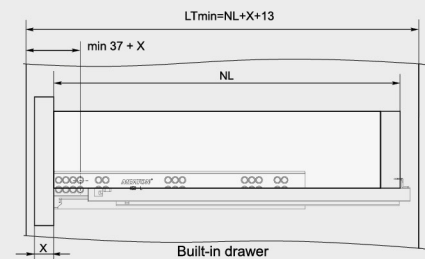 LTmin=NL+X+13
min 37 + X
NL
X
Built-in drawer